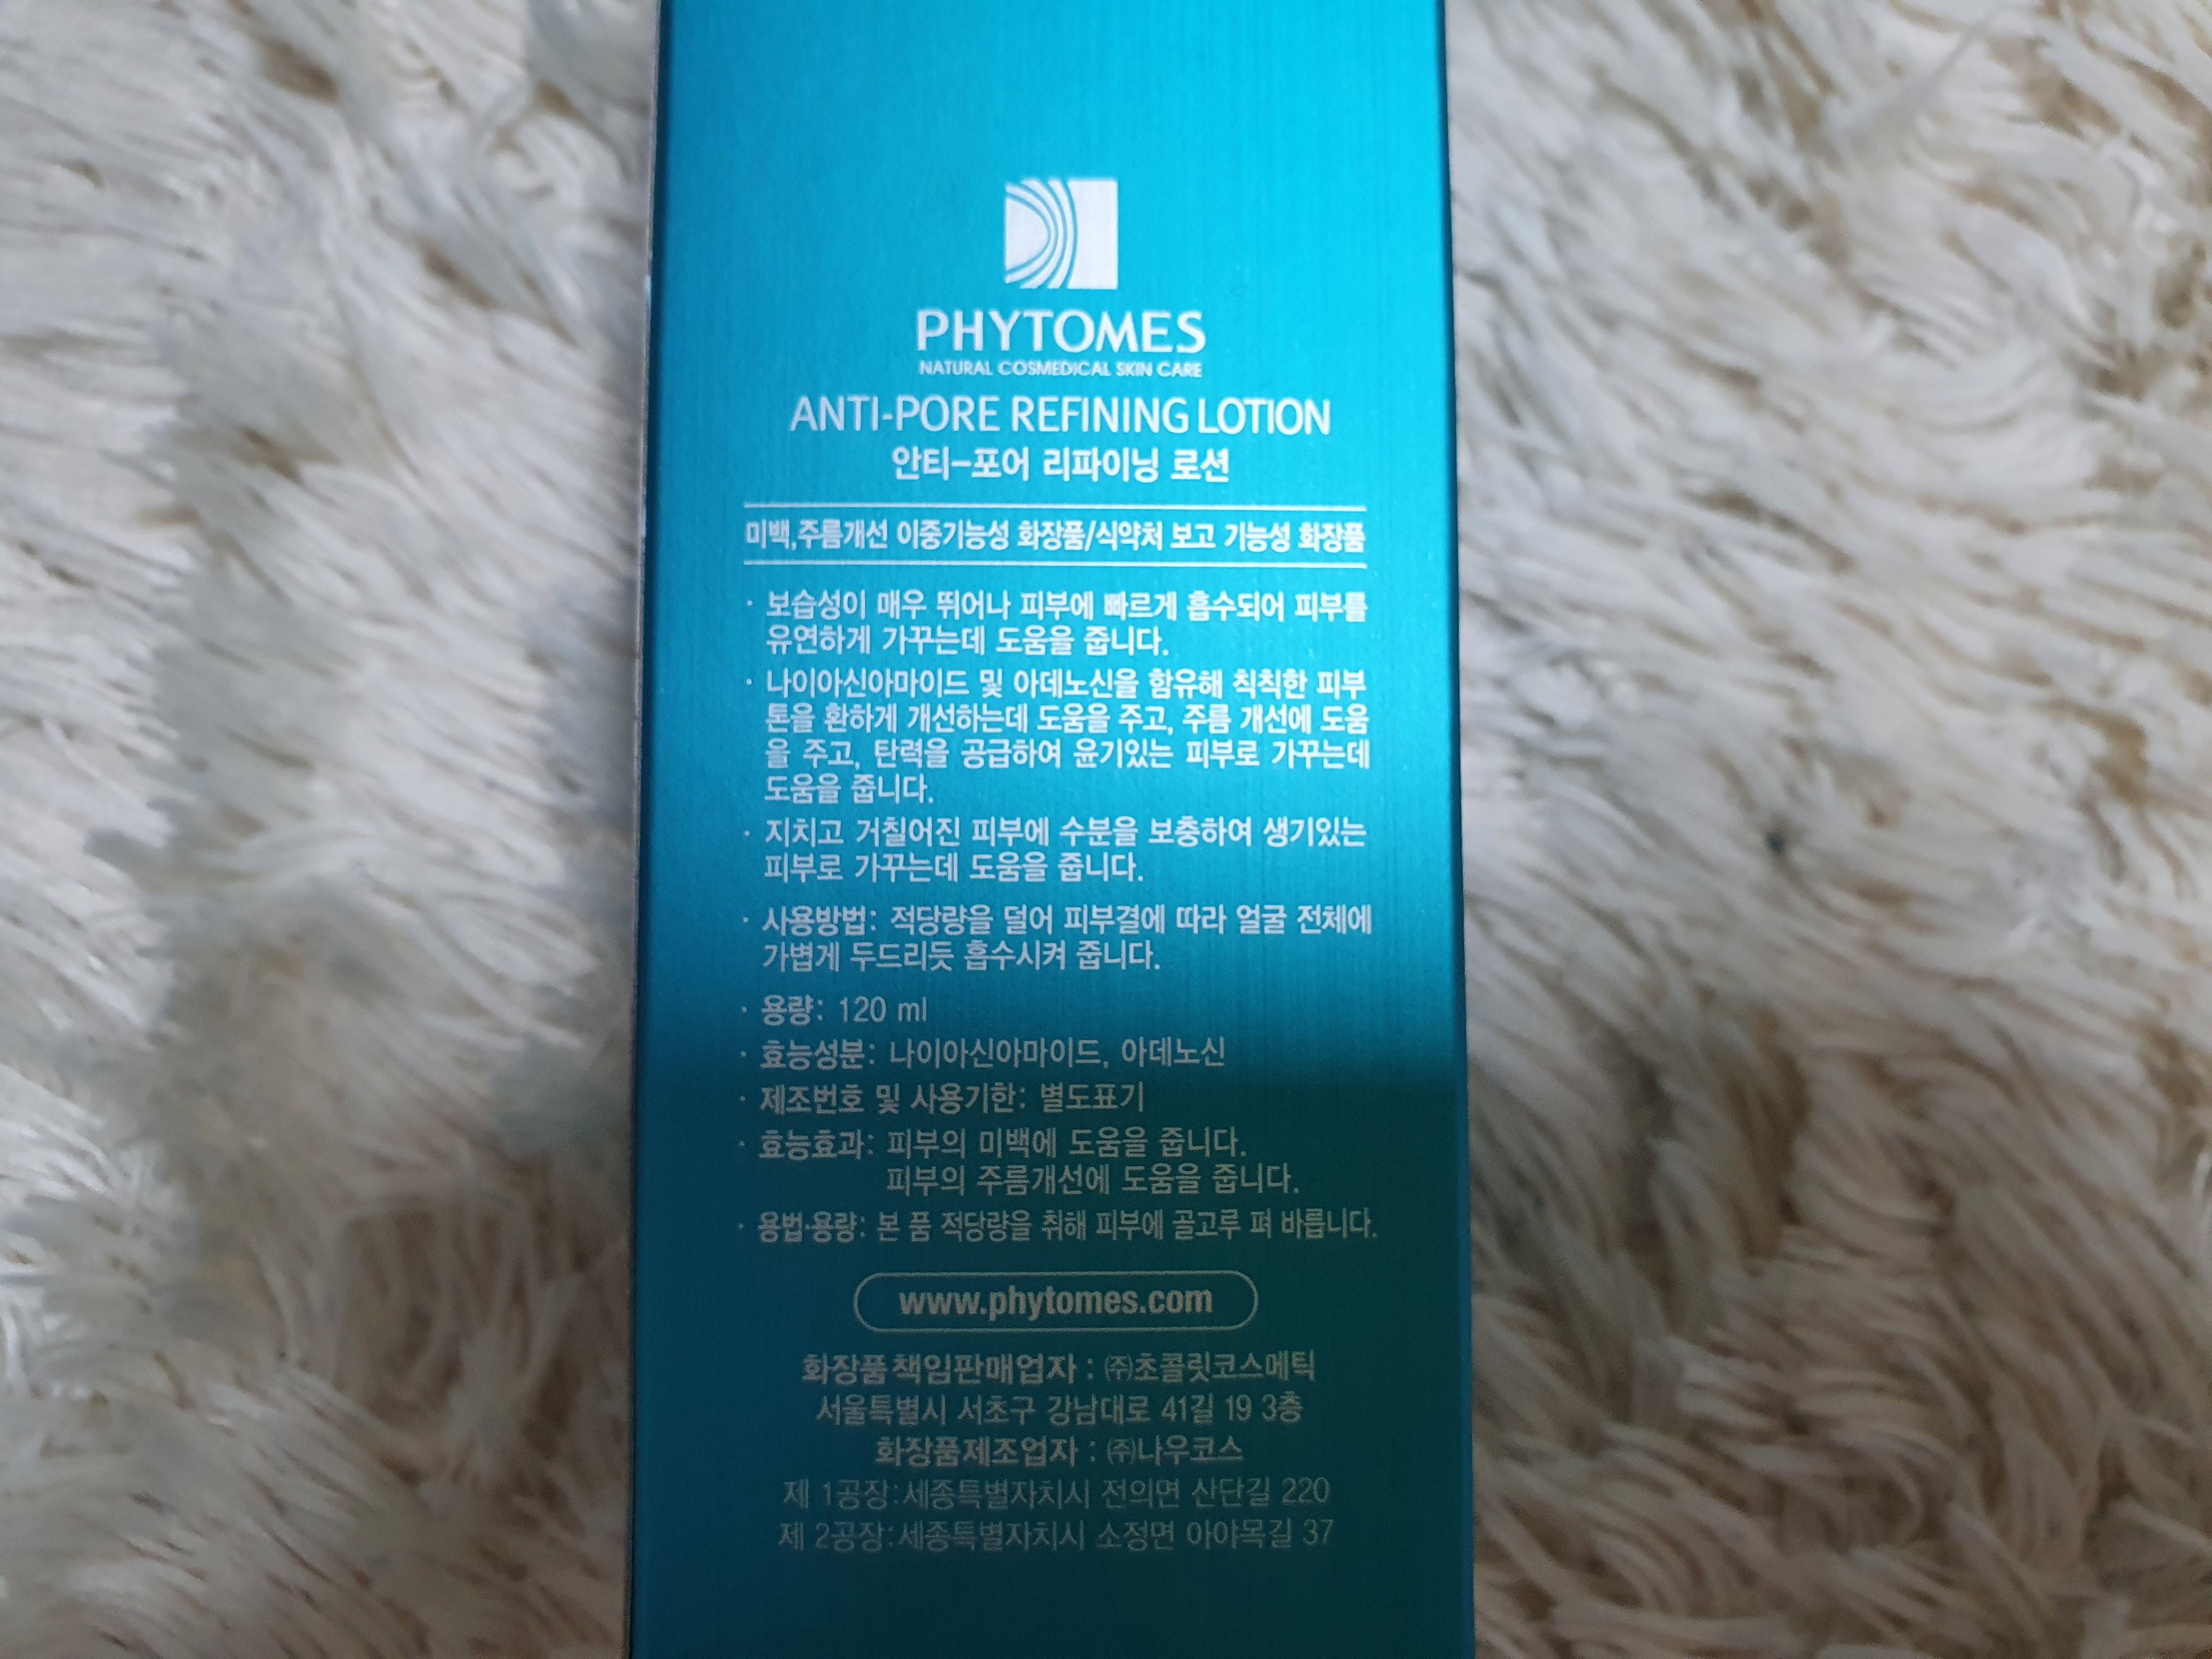 PHYTOMES
NATURAL COSMEDICAL SKIN CARE
ANTI-PORE REFINING LOTION
안티-포어 리파이닝 로션
미백,주름개선 이중기능성 화장품/식약처 보고 기능성 화장품
· 보습성이 매우 뛰어나 피부에 빠르게 흡수되어 피부를
유연하게 가꾸는데 도움을 줍니다.
· 나이아신아마이드 및 아데노신을 함유해 칙칙한 피부
톤을 환하게 개선하는데 도움을 주고, 주름 개선에 도움
을 주고, 탄력을 공급하여 윤기있는 피부로 가꾸는데
도움을 줍니다.
· 지치고 거칠어진 피부에 수분을 보충하여 생기있는
피부로 가꾸는데 도움을 줍니다.
· 사용방법: 적당량을 덜어 피부결에 따라 얼굴 전체에
가볍게 두드리듯 흡수시켜 줍니다.
· 용량: 120 ml
· 효능성분: 나이아신아마이드, 아데노신
· 제조번호 및 사용기한: 별도표기
· 효능효과: 피부의 미백에 도움을 줍니다.
피부의 주름개선에 도움을 줍니다.
· 용법·용량: 본 품 적당량을 취해 피부에 골고루 펴 바릅니다.
www.phytomes.com
화장품책임판매업자 : ㈜초콜릿코스메틱
서울특별시 서초구 강남대로 41길 19 3층
화장품제조업자 : ㈜나우코스
제 1공장:세종특별자치시 전의면 산단길 220
제 2공장:세종특별자치시 소정면 아야목길 37